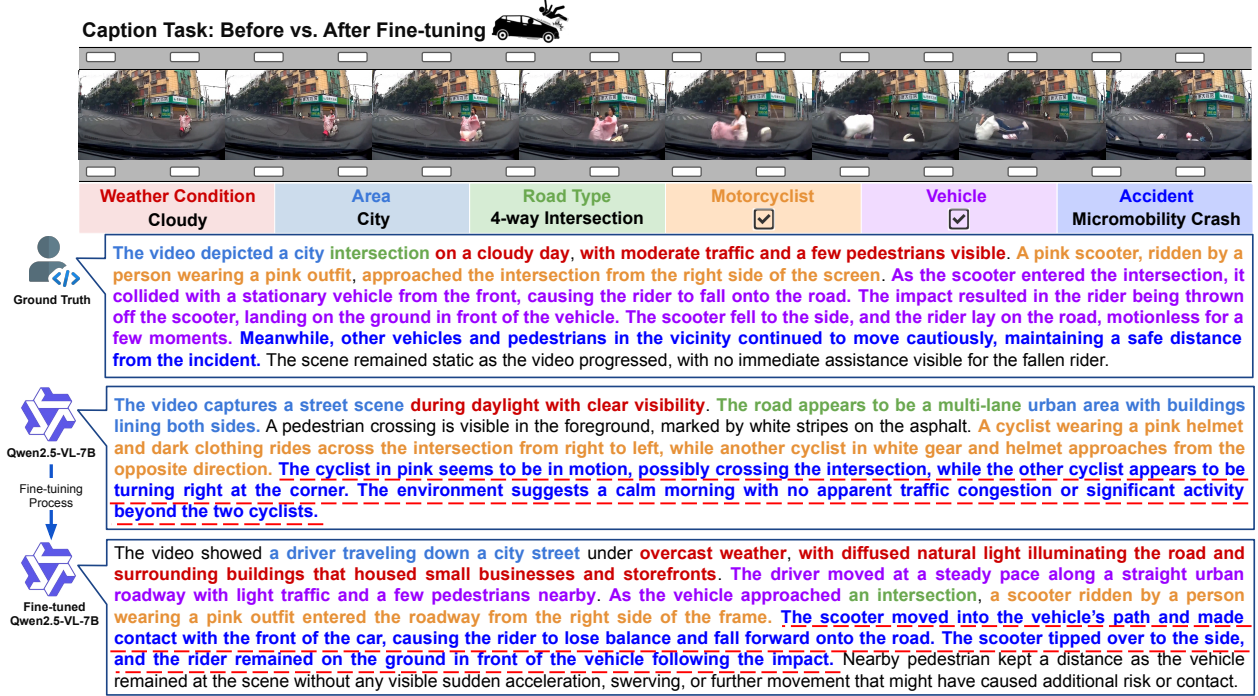 Caption Task: Before vs. After Fine-tuning
Weather Condition
Cloudy
Area
City
Road Type
4-way Intersection
Motorcyclist
Vehicle
Accident
Micromobility Crash
Ground Truth
The video depicted a city intersection on a cloudy day, with moderate traffic and a few pedestrians visible. A pink scooter, ridden by a
person wearing a pink outfit, approached the intersection from the right side of the screen. As the scooter entered the intersection, it
collided with a stationary vehicle from the front, causing the rider to fall onto the road. The impact resulted in the rider being thrown
off the scooter, landing on the ground in front of the vehicle. The scooter fell to the side, and the rider lay on the road, motionless for a
few moments. Meanwhile, other vehicles and pedestrians in the vicinity continued to move cautiously, maintaining a safe distance
from the incident. The scene remained static as the video progressed, with no immediate assistance visible for the fallen rider.
Qwen2.5-VL-7B
The video captures a street scene during daylight with clear visibility. The road appears to be a multi-lane urban area with buildings
lining both sides. A pedestrian crossing is visible in the foreground, marked by white stripes on the asphalt. A cyclist wearing a pink helmet
and dark clothing rides across the intersection from right to left, while another cyclist in white gear and helmet approaches from the
opposite direction. The cyclist in pink seems to be in motion, possibly crossing the intersection, while the other cyclist appears to be
turning right at the corner. The environment suggests a calm morning with no apparent traffic congestion or significant activity
beyond the two cyclists.
Fine-tuining
Process
Fine-tuned
Qwen2.5-VL-7B
The video showed a driver traveling down a city street under overcast weather, with diffused natural light illuminating the road and
surrounding buildings that housed small businesses and storefronts. The driver moved at a steady pace along a straight urban
roadway with light traffic and a few pedestrians nearby. As the vehicle approached an intersection, a scooter ridden by a person
wearing a pink outfit entered the roadway from the right side of the frame. The scooter moved into the vehicle's path and made
contact with the front of the car, causing the rider to lose balance and fall forward onto the road. The scooter tipped over to the side,
and the rider remained on the ground in front of the vehicle following the impact. Nearby pedestrian kept a distance as the vehicle
remained at the scene without any visible sudden acceleration, swerving, or further movement that might have caused additional risk or contact.